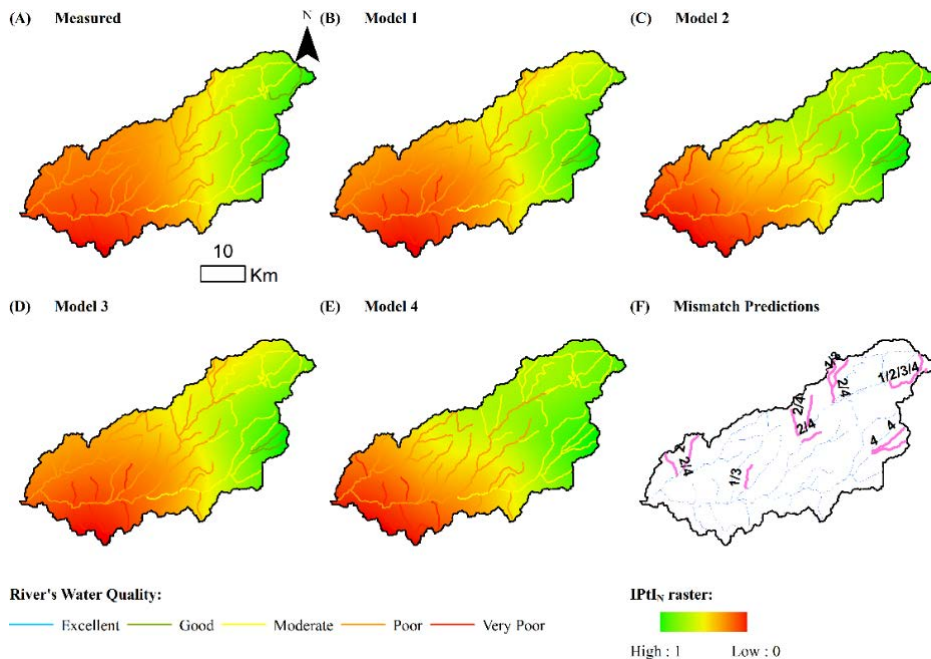 (A) Measured
N
(B) Model 1
(C) Model 2
10
Km
(D) Model 3
(E) Model 4
(F) Mismatch Predictions
2/4
1/2/3/4
2/4
2/4
4
4
2
2/4
1/3
River's Water Quality:
Excellent
Good
Moderate
Poor
Very Poor
IPtI_N raster:
High : 1
Low : 0